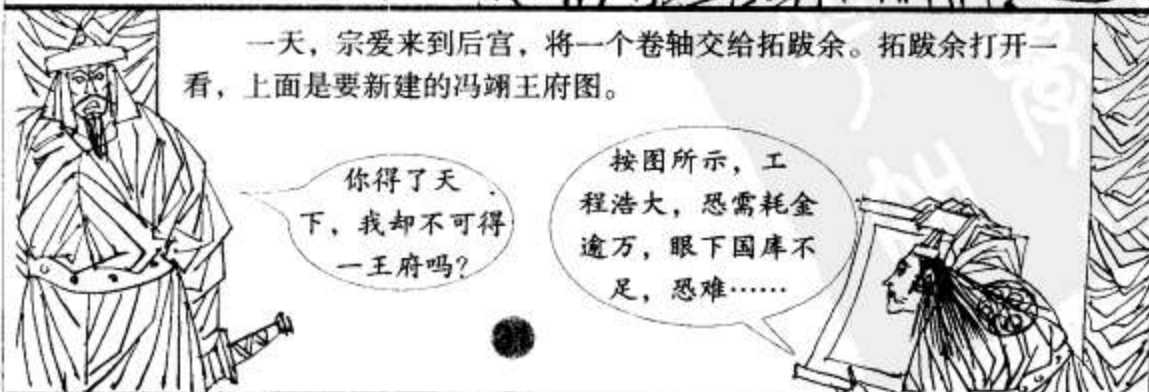 一天，宗爱来到后宫，将一个卷轴交给拓跋余。拓跋余打开一
看，上面是要新建的冯翊王府图。
你得了天
下，我却不可得
一王府吗？
按图所示，工
程浩大，恐需耗金
逾万，眼下国库不
足，恐难……